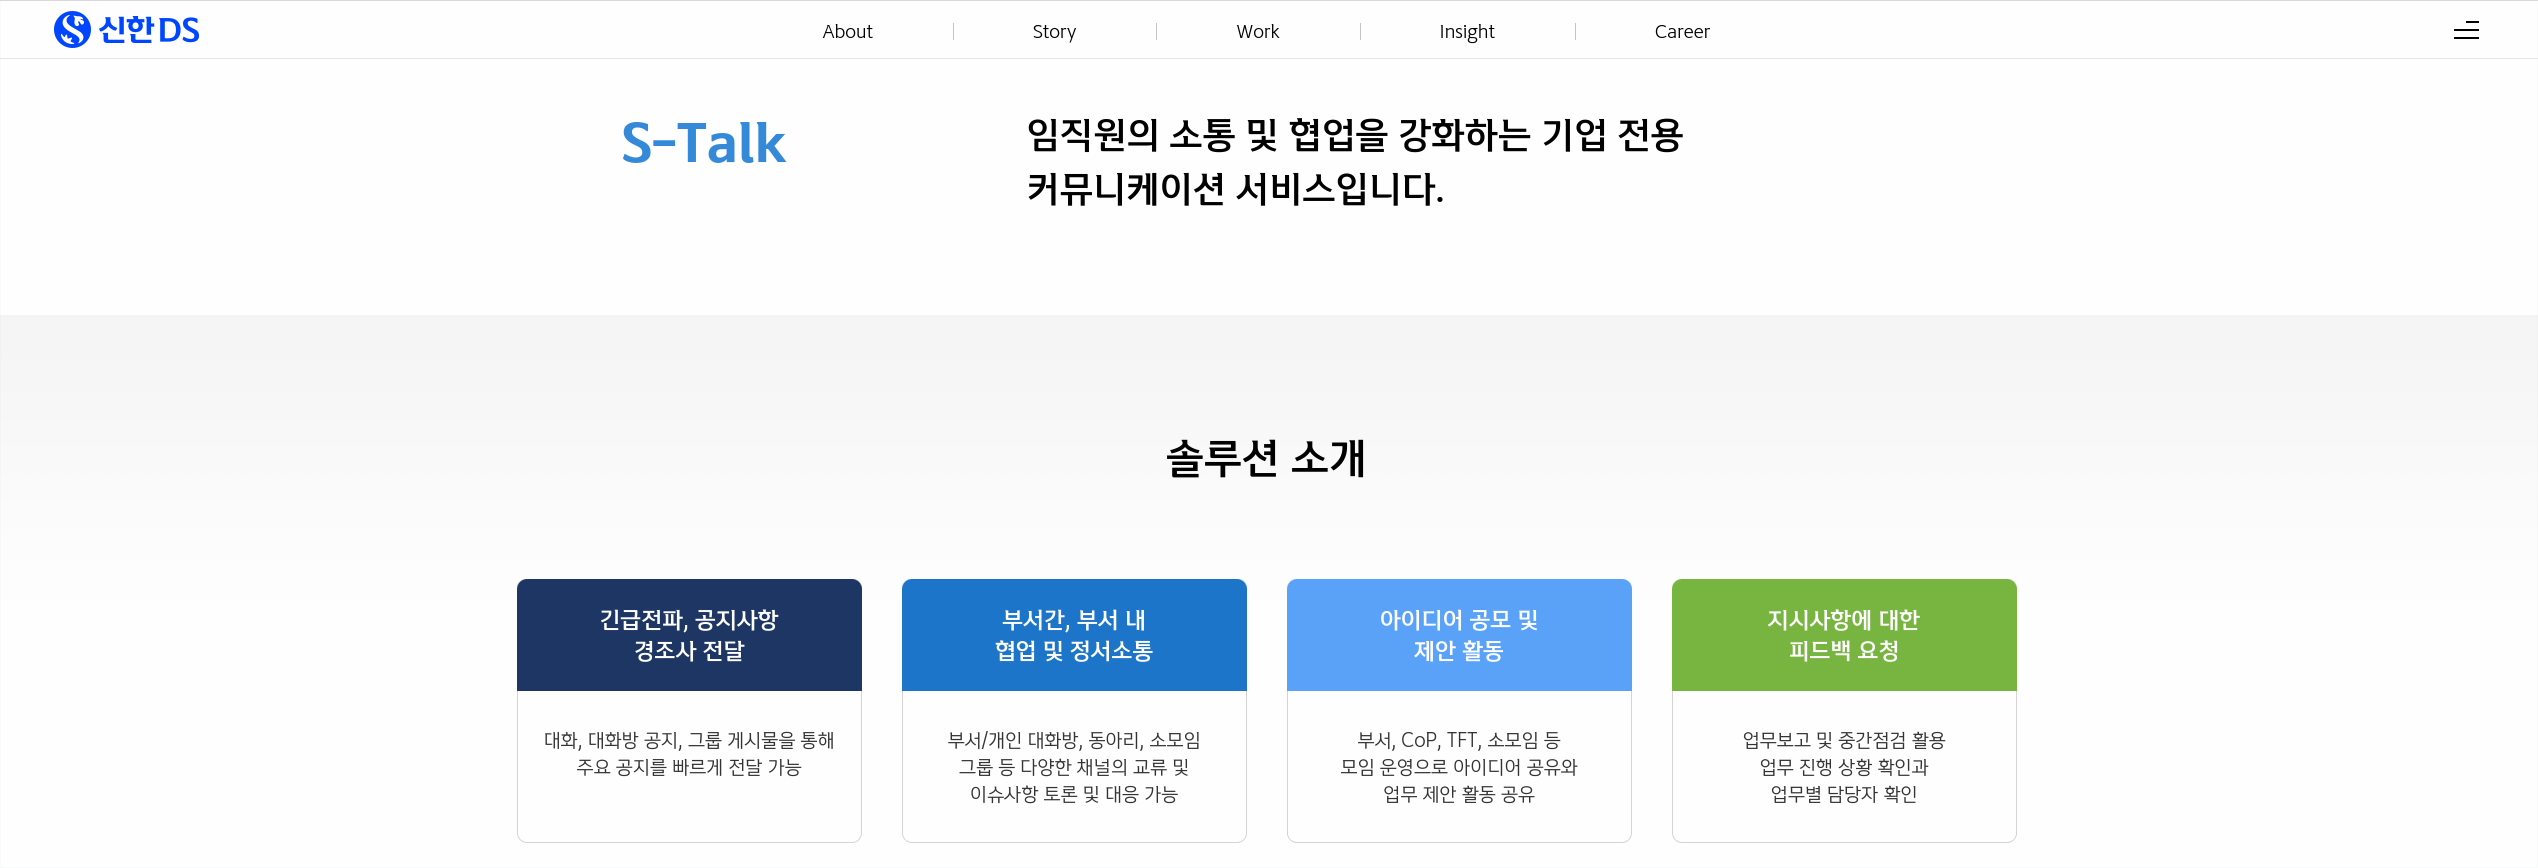 신한DS
About
Story
Work
Insight
Career
S-Talk
임직원의 소통 및 협업을 강화하는 기업 전용
커뮤니케이션 서비스입니다.
솔루션 소개
긴급전파, 공지사항
경조사 전달
대화, 대화방 공지, 그룹 게시물을 통해
주요 공지를 빠르게 전달 가능
부서간, 부서 내
협업 및 정서소통
부서/개인 대화방, 동아리, 소모임
그룹 등 다양한 채널의 교류 및
이슈사항 토론 및 대응 가능
아이디어 공모 및
제안 활동
부서, CoP, TFT, 소모임 등
모임 운영으로 아이디어 공유와
업무 제안 활동 공유
지시사항에 대한
피드백 요청
업무보고 및 중간점검 활용
업무 진행 상황 확인과
업무별 담당자 확인